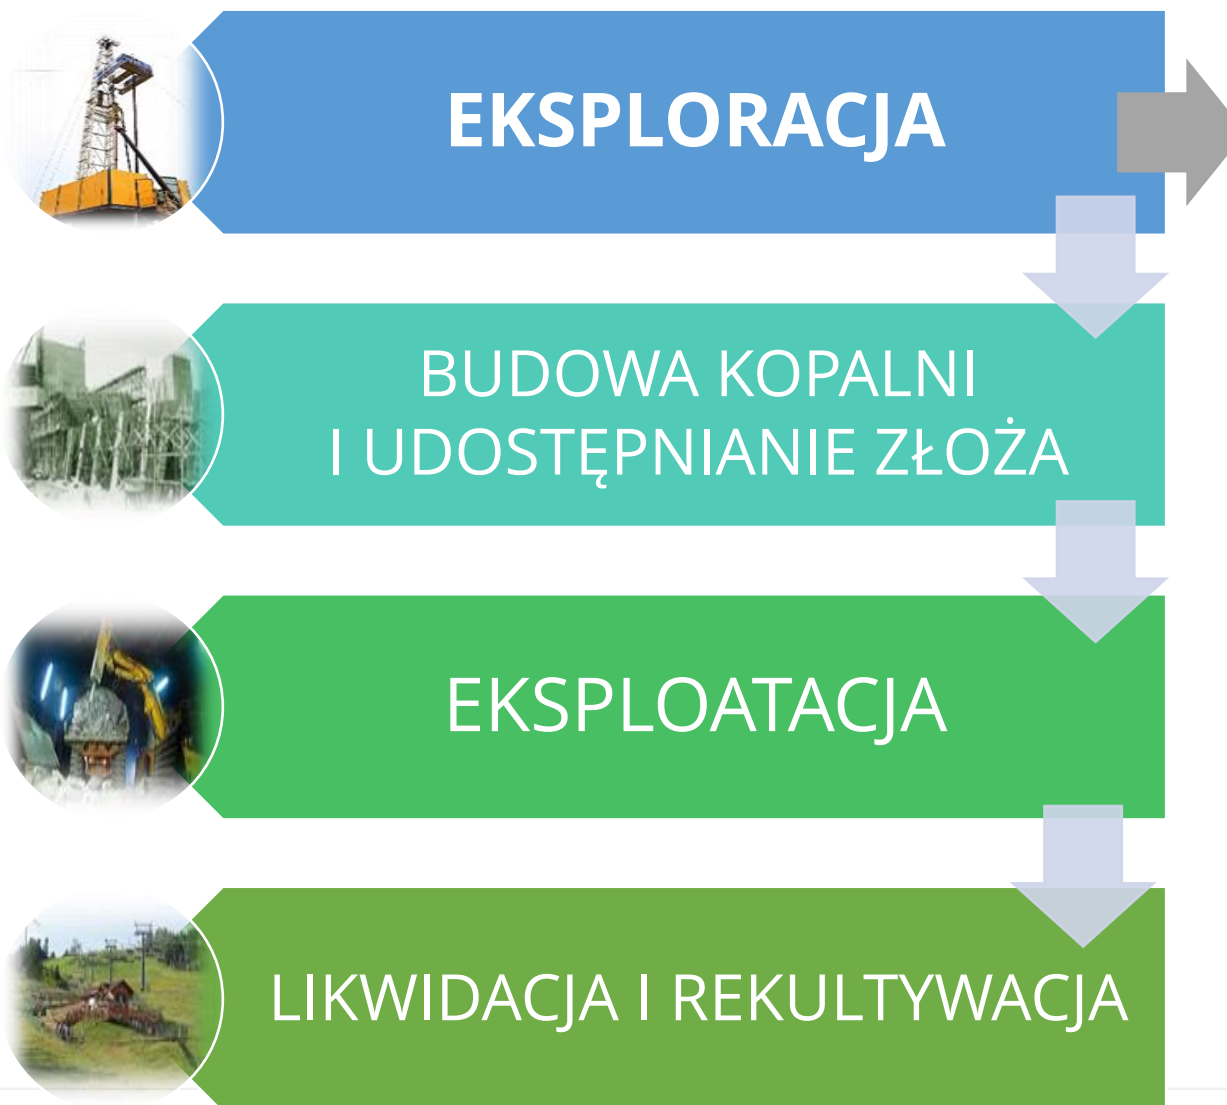 EKSPLORACJA
BUDOWA KOPALNI
I UDOSTĘPNIANIE ZŁOŻA
EKSPLOATACJA
LIKWIDACJA I REKULTYWACJA